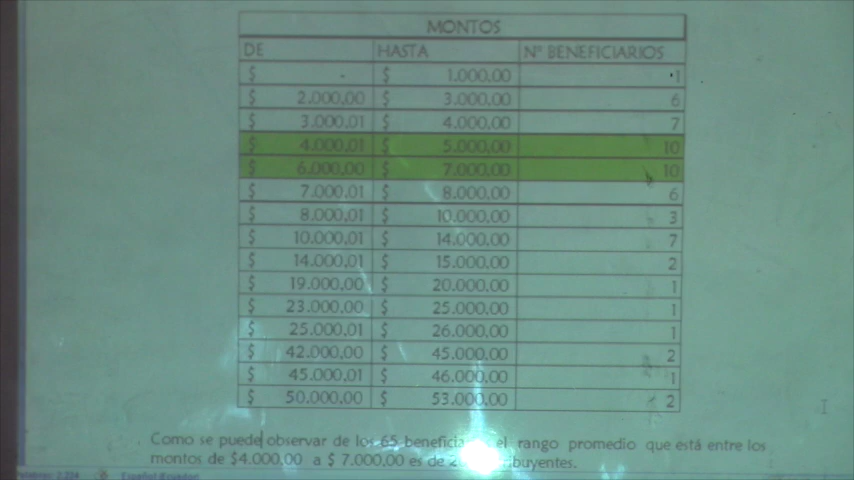 MONTOS
DE HASTA N° BENEFICIARIOS
$ - $ 1.000,00 1
$ 2.000,00 $ 3.000,00 6
$ 3.000,01 $ 4.000,00 7
$ 4.000,01 $ 5.000,00 10
$ 6.000,00 $ 7.000,00 10
$ 7.000,01 $ 8.000,00 6
$ 8.000,01 $ 10.000,00 3
$ 10.000,01 $ 14.000,00 7
$ 14.000,01 $ 15.000,00 2
$ 19.000,00 $ 20.000,00 1
$ 23.000,00 $ 25.000,00 1
$ 25.000,01 $ 26.000,00 1
$ 42.000,00 $ 45.000,00 2
$ 45.000,01 $ 46.000,00 1
$ 50.000,00 $ 53.000,00 2
Como se puede observar de los 65 el rango promedio que está entre los
montos de $4.000,00 a $ 7.000,00 es de